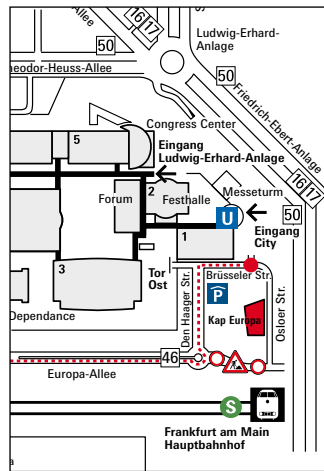 Allee
16
17
Ludwig-Erhard-
Anlage
50
heodor-Heuss-Allee
50
Friedrich-Ebert-Anlage
Congress Center
5
Eingang
Ludwig-Erhard-Anlage
16
17
Messeturm
2
Festhalle
Forum
50
U
Eingang
City
1
3
Tor
Ost
Brüsseler Str.
P
Den Haager Str.
Kap Europa
Osloer Str.
Dependance
46
Europa-Allee
S
Frankfurt am Main
Hauptbahnhof
a